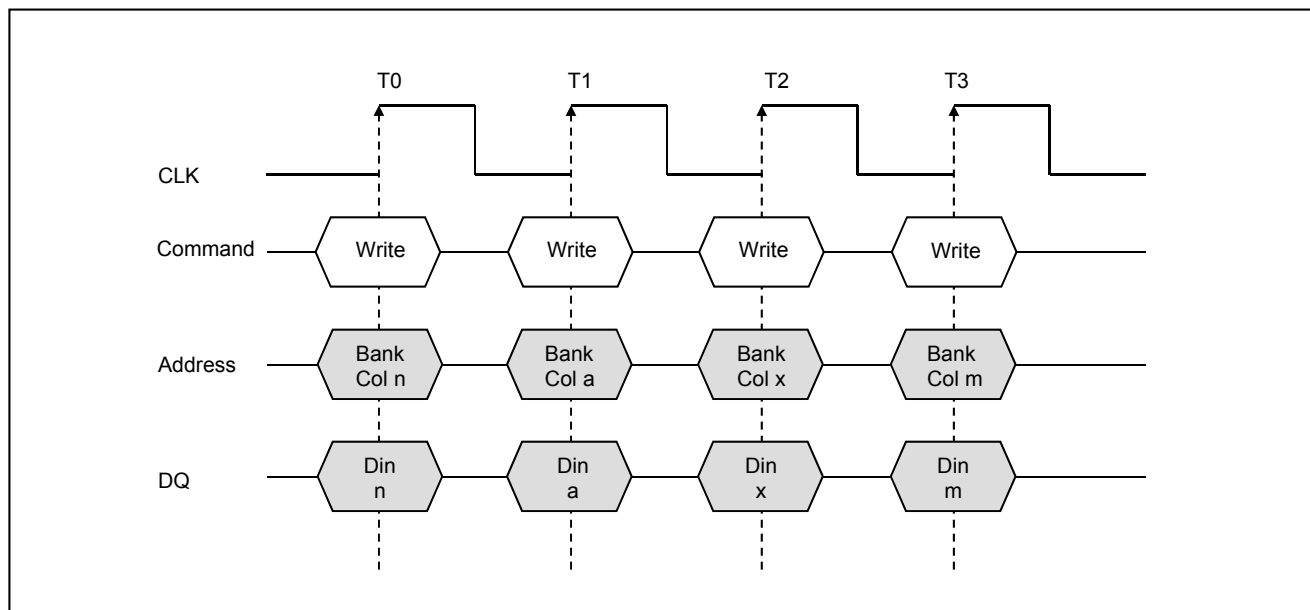 T0 T1 T2 T3
CLK
Command Write Write Write Write
Address Bank Bank Bank Bank
Col n Col a Col x Col m
DQ Din Din Din Din
n a x m